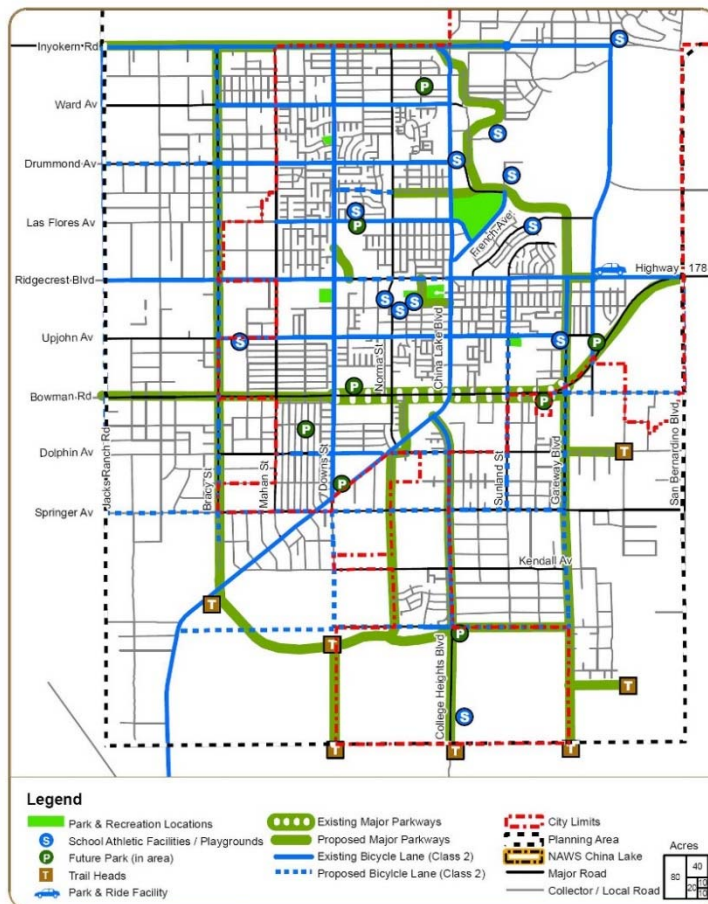 Inyokern Rd
Ward Av
Drummond Av
Las Flores Av
French Ave
Ridgecrest Blvd
Highway 178
Upjohn Av
Norma St
China Lake Blvd
Bowman Rd
Dolphin Av
Jacks Ranch Rd
Bracy St
Mahan St
Downs St
Sunland St
Gateway Blvd
San Bernardino Blvd
Springer Av
Kendall Av
College Heights Blvd
S
S
S
S
S
S
S
S
S
S
S
S
P
P
P
P
P
P
P
P
T
T
T
T
T
T
T
Legend
Park & Recreation Locations
S School Athletic Facilities / Playgrounds
P Future Park (in area)
T Trail Heads
Park & Ride Facility
Existing Major Parkways
Proposed Major Parkways
Existing Bicycle Lane (Class 2)
Proposed Bicycle Lane (Class 2)
City Limits
Planning Area
NAWS China Lake
Major Road
Collector / Local Road
Acres
80
40
20
10
10